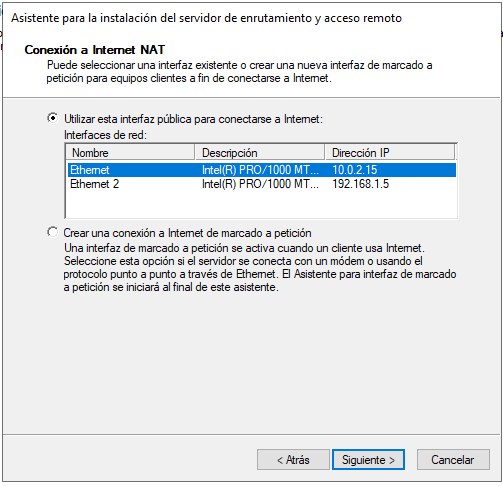 Asistente para la instalación del servidor de enrutamiento y acceso remoto
Conexión a Internet NAT
Puede seleccionar una interfaz existente o crear una nueva interfaz de marcado a
petición para equipos clientes a fin de conectarse a Internet.
Utilizar esta interfaz pública para conectarse a Internet:
Interfaces de red:
Nombre Descripción Dirección IP
Ethernet Intel(R) PRO/1000 MT... 10.0.2.15
Ethernet 2 Intel(R) PRO/1000 MT... 192.168.1.5
Crear una conexión a Internet de marcado a petición
Una interfaz de marcado a petición se activa cuando un cliente usa Internet.
Seleccione esta opción si el servidor se conecta con un módem o usando el
protocolo punto a punto a través de Ethernet. El Asistente para interfaz de marcado
a petición se iniciará al final de este asistente.
< Atrás Siguiente > Cancelar